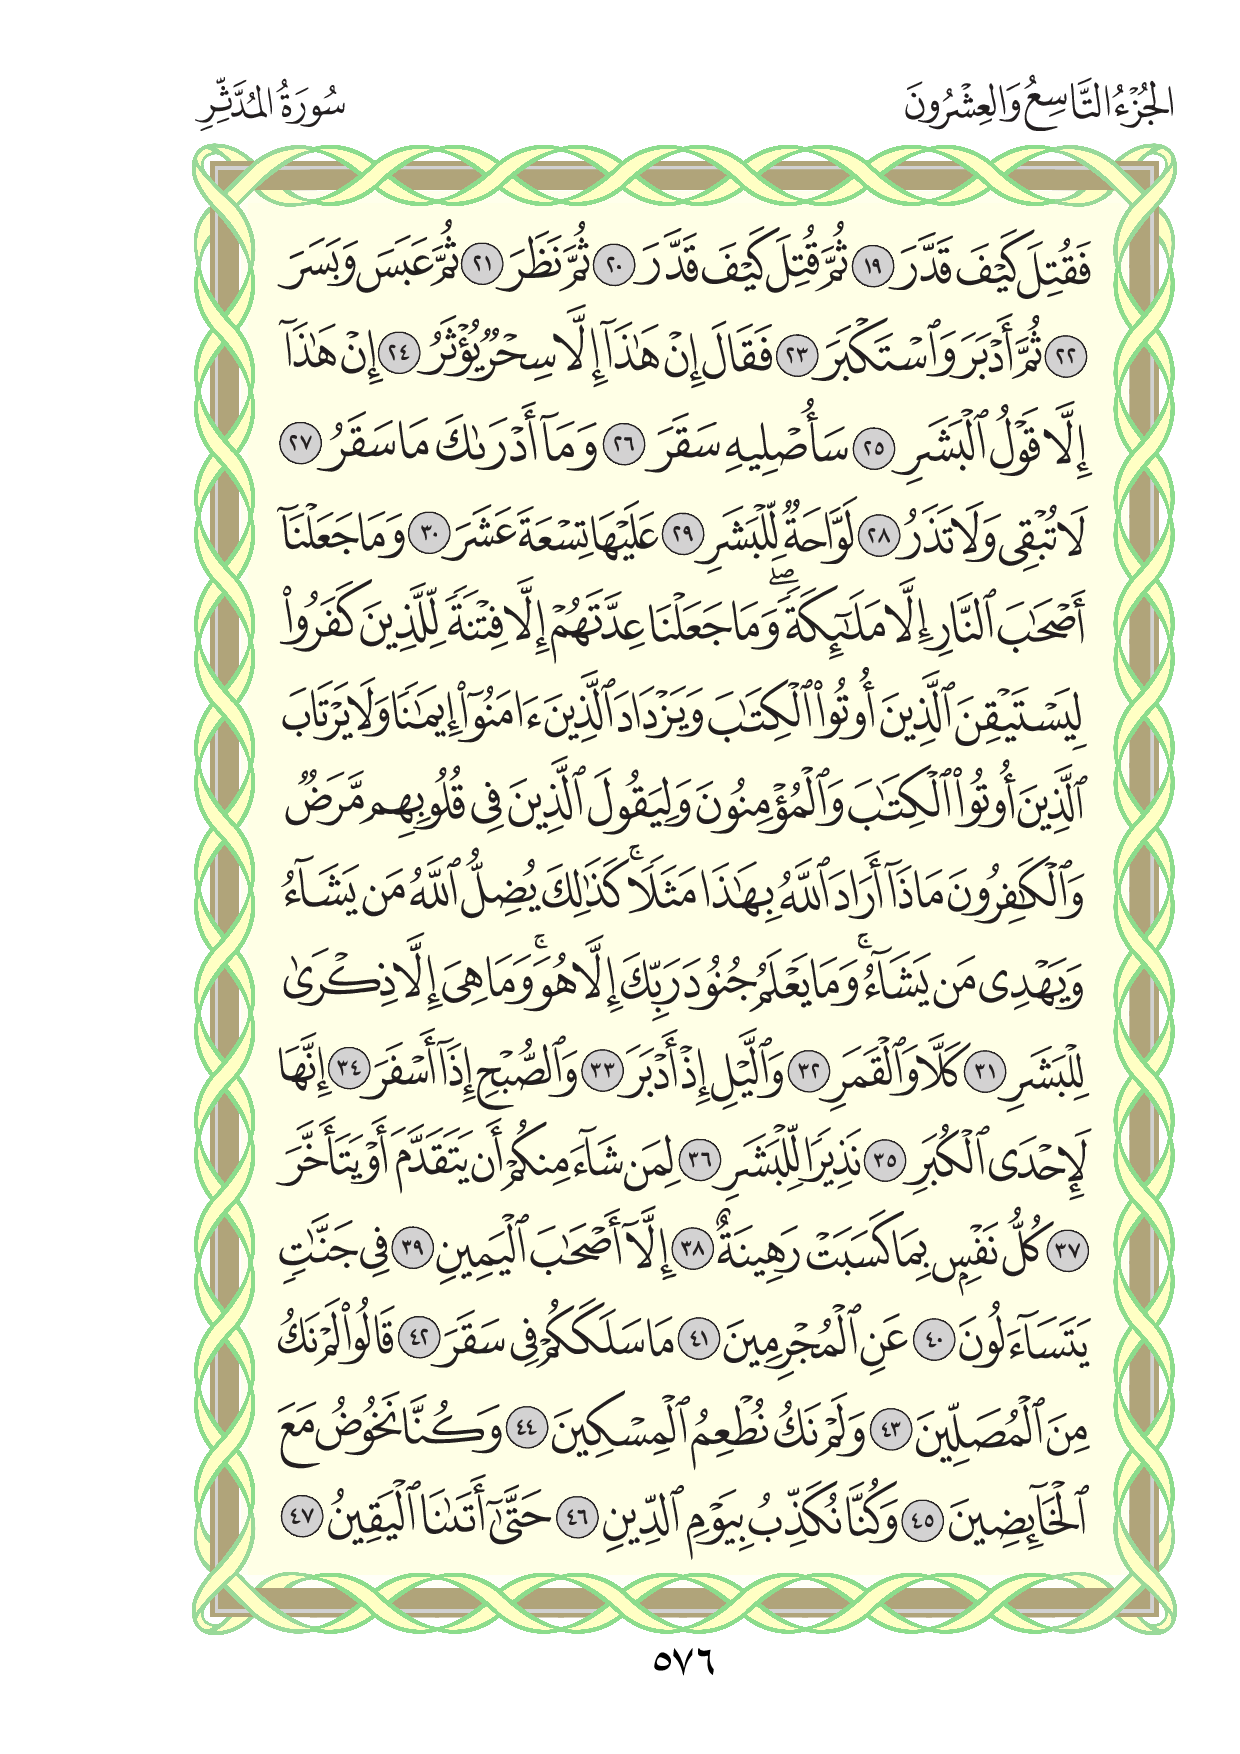 الجُزْءُ التَّاسِعُ وَالعِشْرُونَ
سُورَةُ المُدَّثِّرِ
فَقُتِلَ كَيْفَ قَدَّرَ ١٩ ثُمَّ قُتِلَ كَيْفَ قَدَّرَ ٢٠ ثُمَّ نَظَرَ ٢١ ثُمَّ عَبَسَ وَبَسَرَ
٢٢ ثُمَّ أَدْبَرَ وَٱسْتَكْبَرَ ٢٣ فَقَالَ إِنْ هَٰذَآ إِلَّا سِحْرٌ يُؤْثَرُ ٢٤ إِنْ هَٰذَآ
إِلَّا قَوْلُ ٱلْبَشَرِ ٢٥ سَأُصْلِيهِ سَقَرَ ٢٦ وَمَآ أَدْرَىٰكَ مَا سَقَرُ ٢٧
لَا تُبْقِى وَلَا تَذَرُ ٢٨ لَوَّاحَةٌ لِّلْبَشَرِ ٢٩ عَلَيْهَا تِسْعَةَ عَشَرَ ٣٠ وَمَا جَعَلْنَآ
أَصْحَٰبَ ٱلنَّارِ إِلَّا مَلَٰٓئِكَةً ۖ وَمَا جَعَلْنَا عِدَّتَهُمْ إِلَّا فِتْنَةً لِّلَّذِينَ كَفَرُوا۟
لِيَسْتَيْقِنَ ٱلَّذِينَ أُوتُوا۟ ٱلْكِتَٰبَ وَيَزْدَادَ ٱلَّذِينَ ءَامَنُوٓا۟ إِيمَٰنًا وَلَا يَرْتَابَ
ٱلَّذِينَ أُوتُوا۟ ٱلْكِتَٰبَ وَٱلْمُؤْمِنُونَ وَلِيَقُولَ ٱلَّذِينَ فِى قُلُوبِهِم مَّرَضٌ
وَٱلْكَٰفِرُونَ مَاذَآ أَرَادَ ٱللَّهُ بِهَٰذَا مَثَلًا ۚ كَذَٰلِكَ يُضِلُّ ٱللَّهُ مَن يَشَآءُ
وَيَهْدِى مَن يَشَآءُ ۚ وَمَا يَعْلَمُ جُنُودَ رَبِّكَ إِلَّا هُوَ ۚ وَمَا هِىَ إِلَّا ذِكْرَىٰ
لِلْبَشَرِ ٣١ كَلَّا وَٱلْقَمَرِ ٣٢ وَٱلَّيْلِ إِذْ أَدْبَرَ ٣٣ وَٱلصُّبْحِ إِذَآ أَسْفَرَ ٣٤ إِنَّهَا
لَإِحْدَى ٱلْكُبَرِ ٣٥ نَذِيرًا لِّلْبَشَرِ ٣٦ لِمَن شَآءَ مِنكُمْ أَن يَتَقَدَّمَ أَوْ يَتَأَخَّرَ
٣٧ كُلُّ نَفْسٍۭ بِمَا كَسَبَتْ رَهِينَةٌ ٣٨ إِلَّآ أَصْحَٰبَ ٱلْيَمِينِ ٣٩ فِى جَنَّٰتٍ
يَتَسَآءَلُونَ ٤٠ عَنِ ٱلْمُجْرِمِينَ ٤١ مَا سَلَكَكُمْ فِى سَقَرَ ٤٢ قَالُوا۟ لَمْ نَكُ
مِنَ ٱلْمُصَلِّينَ ٤٣ وَلَمْ نَكُ نُطْعِمُ ٱلْمِسْكِينَ ٤٤ وَكُنَّا نَخُوضُ مَعَ
ٱلْخَآئِضِينَ ٤٥ وَكُنَّا نُكَذِّبُ بِيَوْمِ ٱلدِّينِ ٤٦ حَتَّىٰٓ أَتَىٰنَا ٱلْيَقِينُ ٤٧
٥٧٦